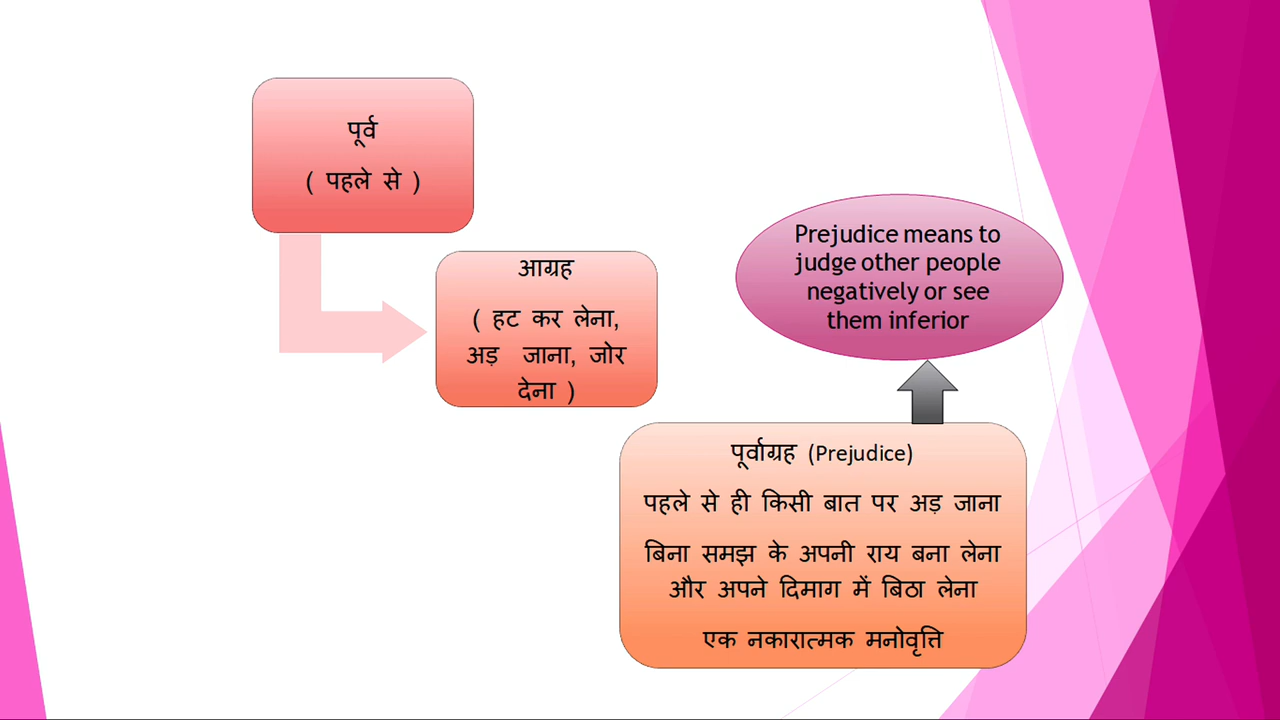 पूर्व
( पहले से )
आग्रह
( हट कर लेना,
अड़ जाना, जोर
देना )
Prejudice means to
judge other people
negatively or see
them inferior
पूर्वाग्रह (Prejudice)
पहले से ही किसी बात पर अड़ जाना
बिना समझ के अपनी राय बना लेना
और अपने दिमाग में बिठा लेना
एक नकारात्मक मनोवृत्ति